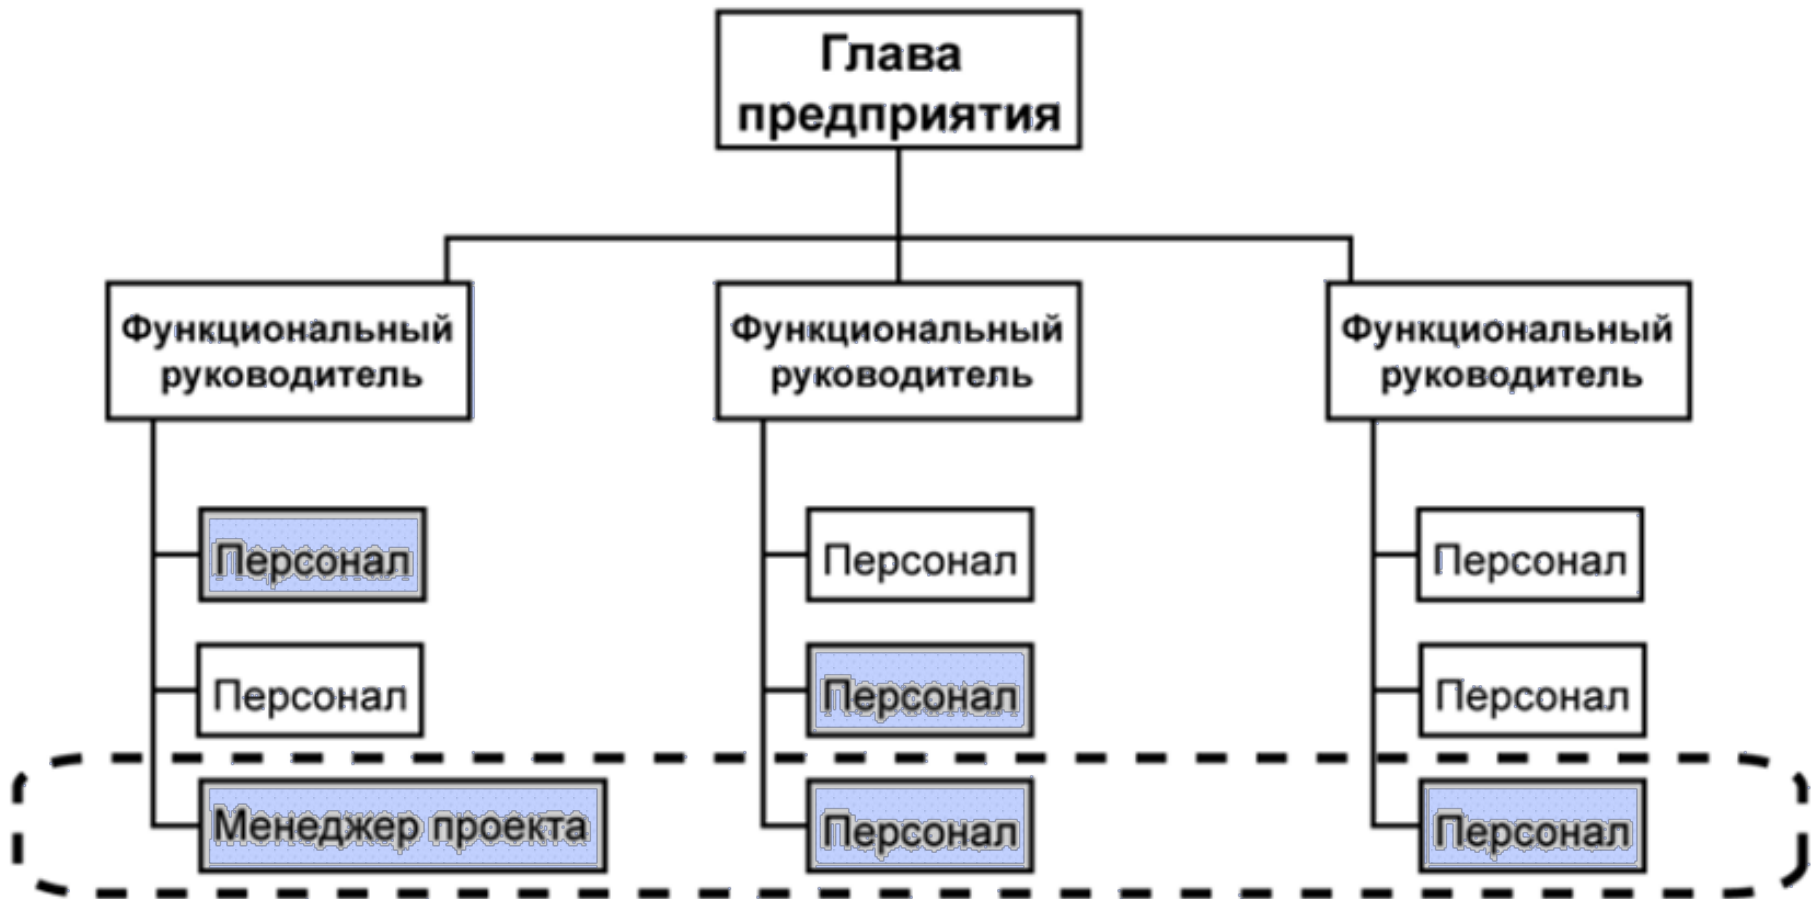 Глава
предприятия
Функциональный
руководитель
Функциональный
руководитель
Функциональный
руководитель
Персонал
Персонал
Персонал
Персонал
Персонал
Персонал
Менеджер проекта
Персонал
Персонал